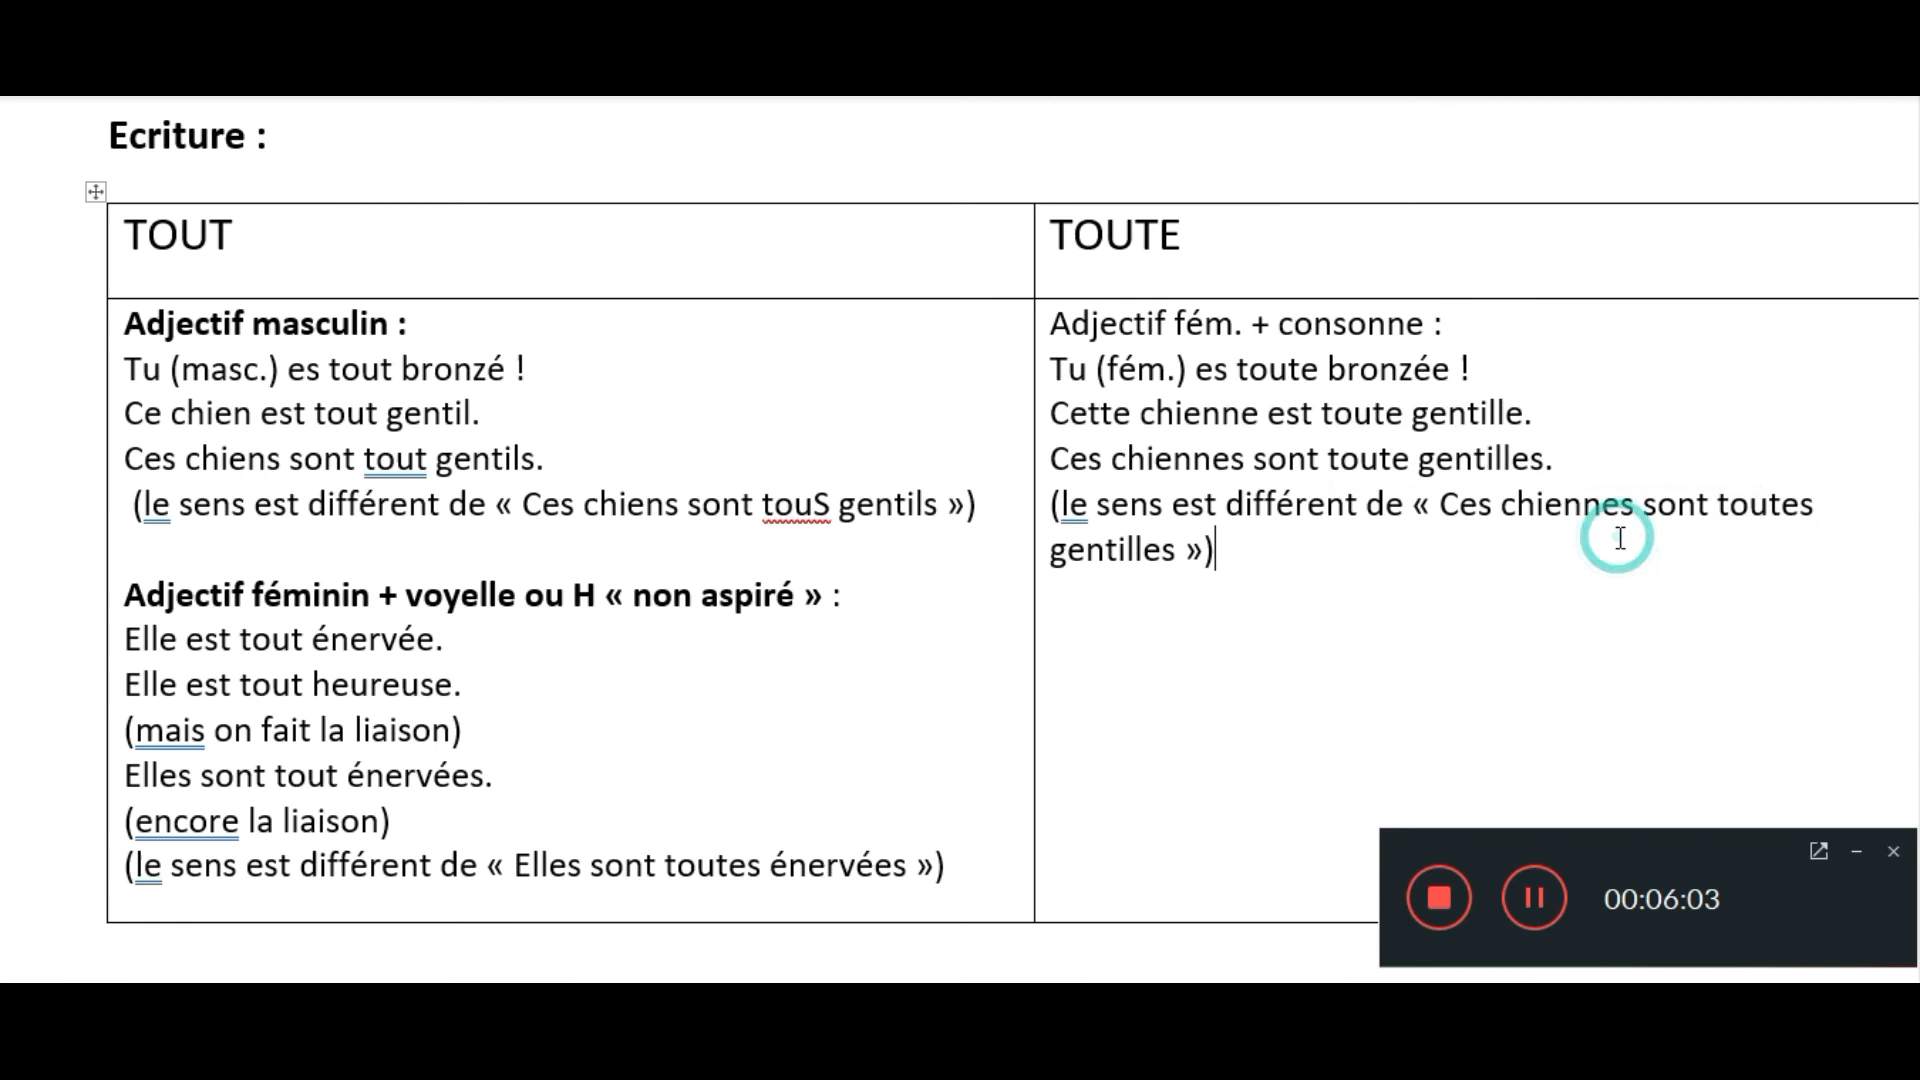 Ecriture :
TOUT
TOUTE
Adjectif masculin :
Tu (masc.) es tout bronzé !
Ce chien est tout gentil.
Ces chiens sont tout gentils.
(le sens est différent de « Ces chiens sont touS gentils »)
Adjectif féminin + voyelle ou H « non aspiré » :
Elle est tout énervée.
Elle est tout heureuse.
(mais on fait la liaison)
Elles sont tout énervées.
(encore la liaison)
(le sens est différent de « Elles sont toutes énervées »)
Adjectif fém. + consonne :
Tu (fém.) es toute bronzée !
Cette chienne est toute gentille.
Ces chiennes sont toute gentilles.
(le sens est différent de « Ces chiennes sont toutes
gentilles »)
00:06:03